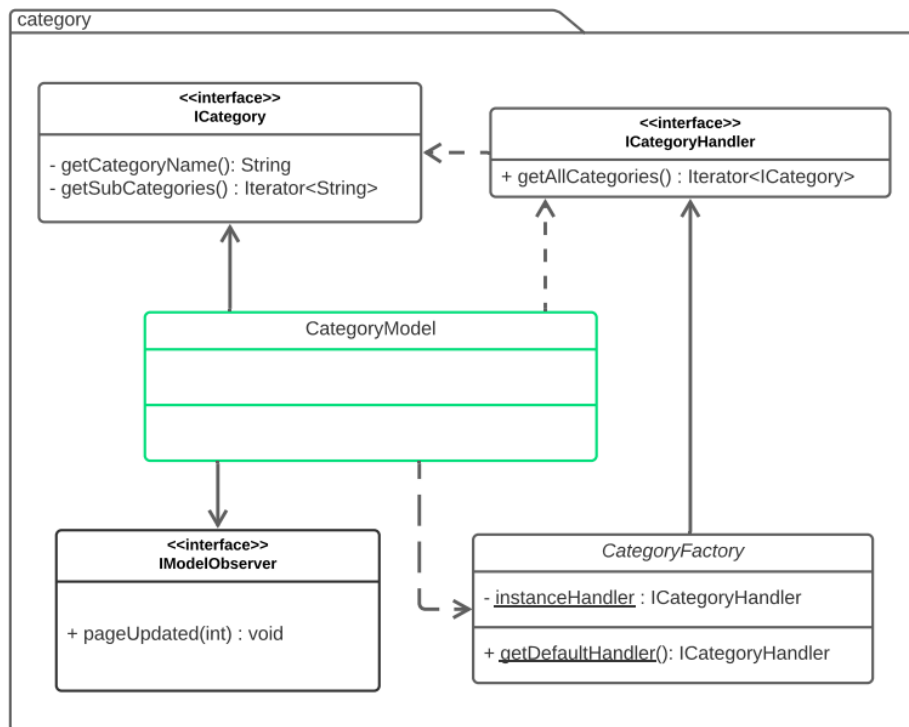 category
<<interface>>
ICategory
- getCategoryName(): String
- getSubCategories() : Iterator<String>
<<interface>>
ICategoryHandler
+ getAllCategories() : Iterator<ICategory>
CategoryModel
<<interface>>
IModelObserver
+ pageUpdated(int) : void
CategoryFactory
- instanceHandler : ICategoryHandler
+ getDefaultHandler(): ICategoryHandler